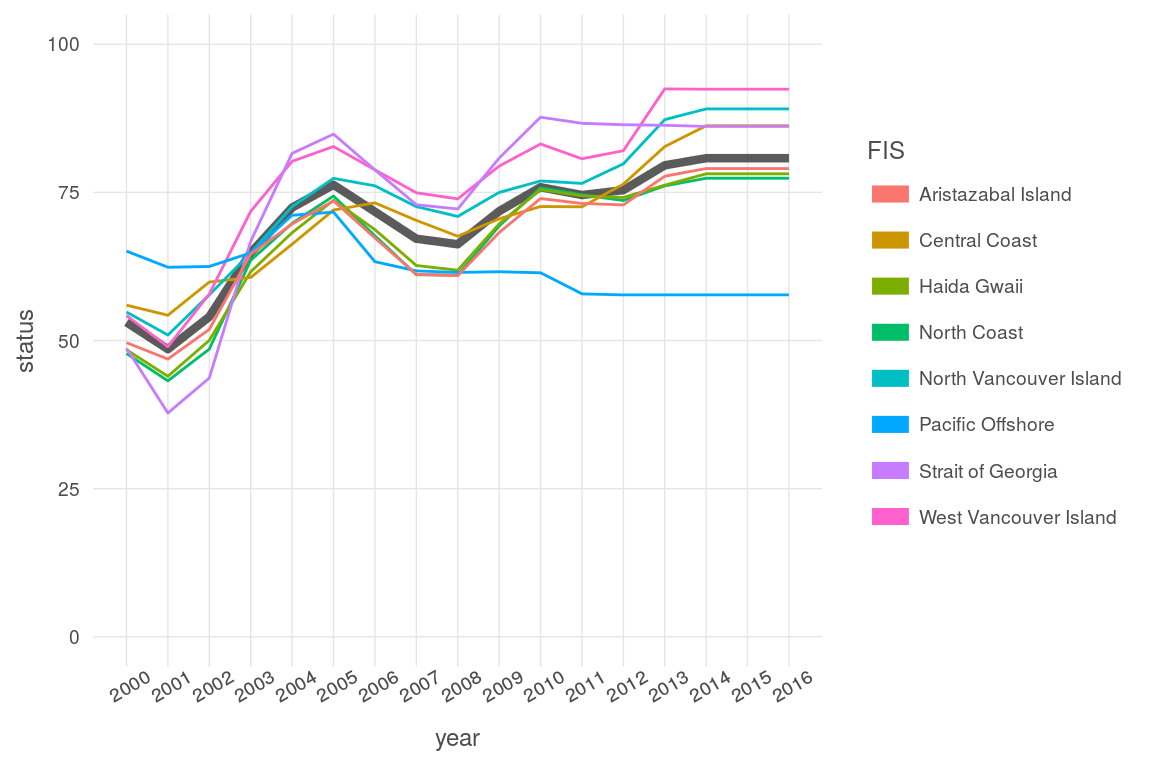 100
75
50
25
0
status
2000
2001
2002
2003
2004
2005
2006
2007
2008
2009
2010
2011
2012
2013
2014
2015
2016
year
FIS
Aristazabal Island
Central Coast
Haida Gwaii
North Coast
North Vancouver Island
Pacific Offshore
Strait of Georgia
West Vancouver Island